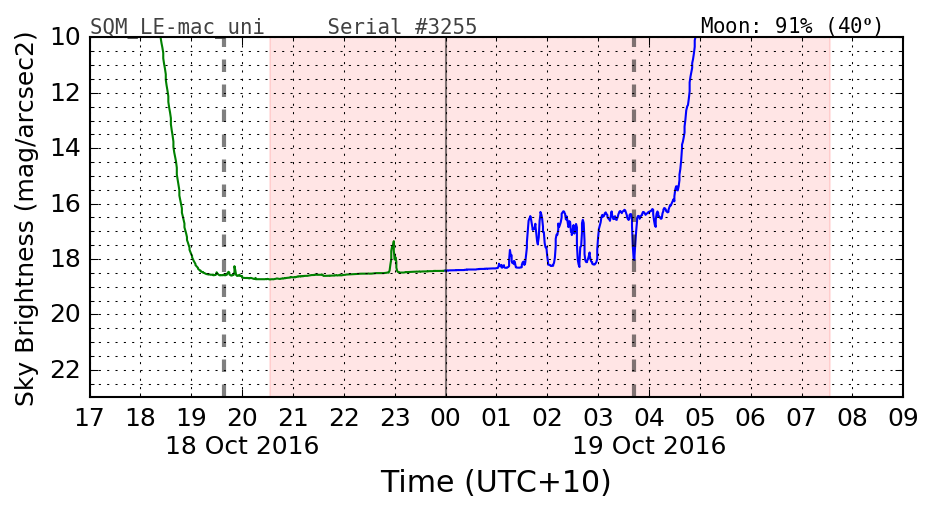 SQM_LE-mac_uni Serial #3255 Moon: 91% (40°)
10
12
14
16
18
20
22
Sky Brightness (mag/arcsec2)
17 18 19 20 21 22 23 00 01 02 03 04 05 06 07 08 09
18 Oct 2016 19 Oct 2016
Time (UTC+10)